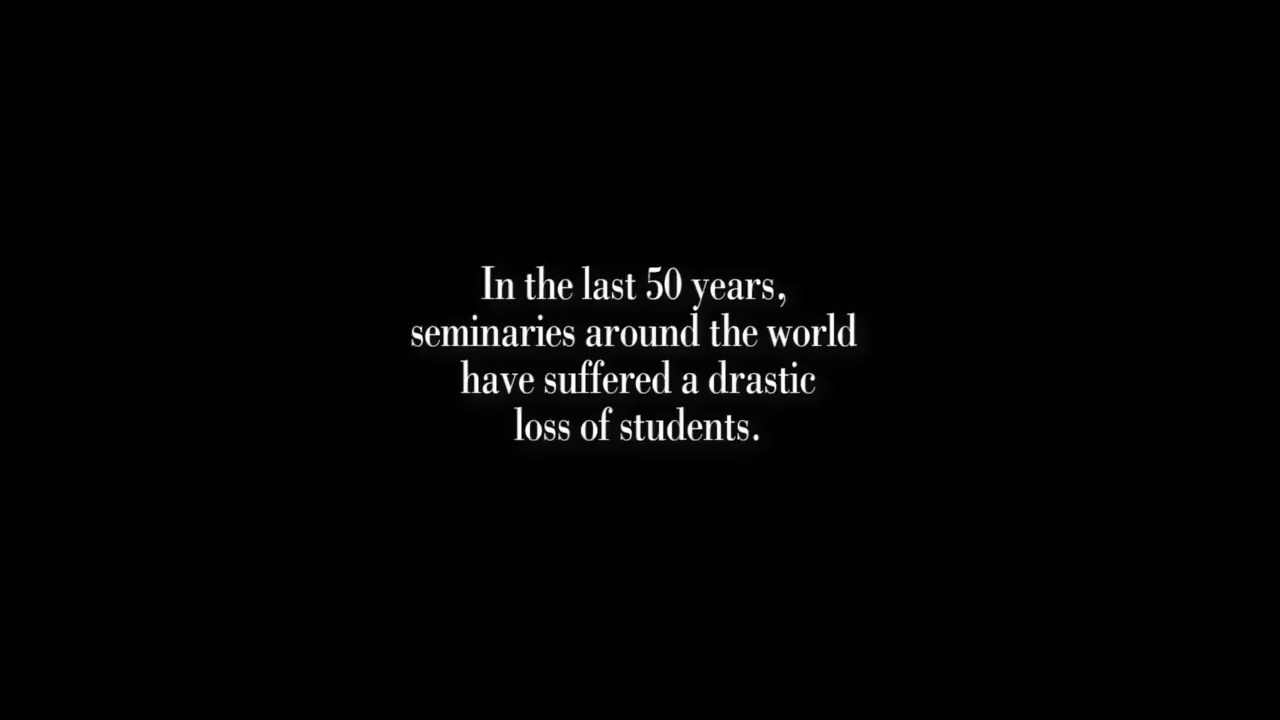 In the last 50 years,
seminaries around the world
have suffered a drastic
loss of students.